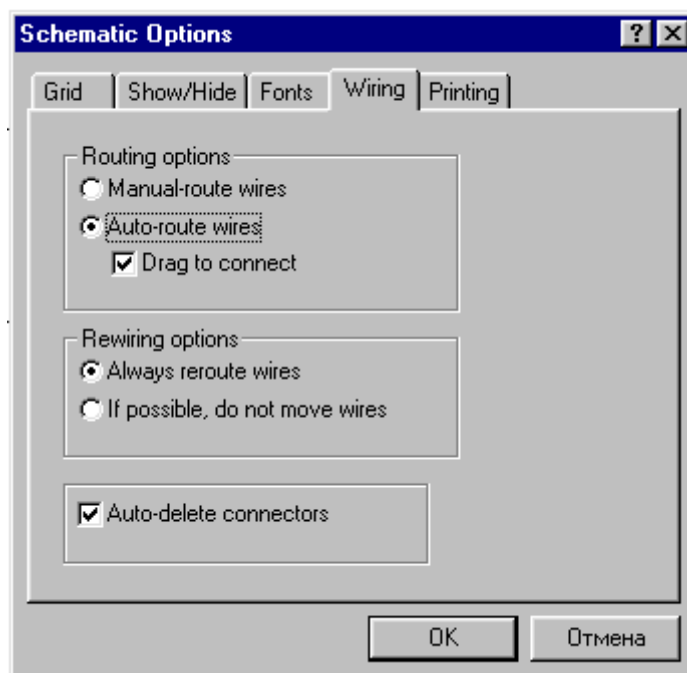 Schematic Options
Grid Show/Hide Fonts Wiring Printing
Routing options
Manual-route wires
Auto-route wires
Drag to connect
Rewiring options
Always reroute wires
If possible, do not move wires
Auto-delete connectors
OK Отмена